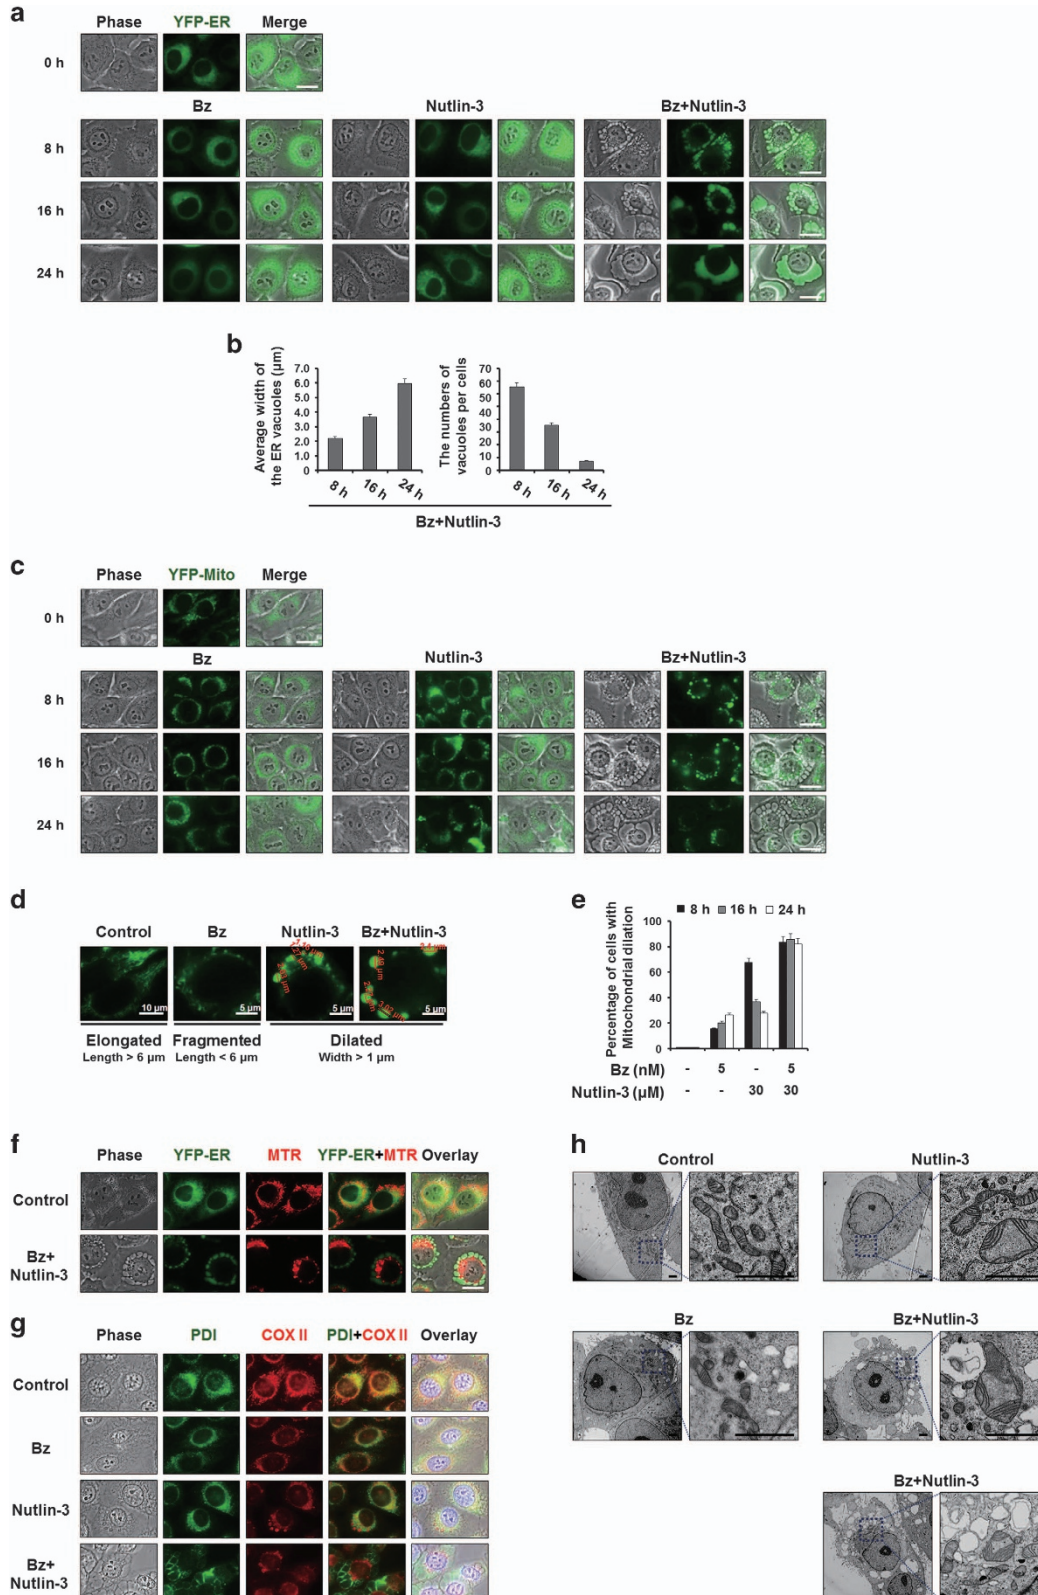 a
Phase YFP-ER Merge
0 h
Bz Nutlin-3 Bz+Nutlin-3
8 h
16 h
24 h
b
Average width of
the ER vacuoles (µm)
7.0
6.0
5.0
4.0
3.0
2.0
1.0
0
8 h 16 h 24 h
The numbers of
vacuoles per cells
70
60
50
40
30
20
10
0
8 h 16 h 24 h
Bz+Nutlin-3
c
Phase YFP-Mito Merge
0 h
Bz Nutlin-3 Bz+Nutlin-3
8 h
16 h
24 h
d
Control Bz Nutlin-3 Bz+Nutlin-3
10 µm 5 µm 5 µm 5 µm
Elongated Fragmented Dilated
Length > 6 µm Length < 6 µm Width > 1 µm
e
8 h 16 h 24 h
Percentage of cells with
Mitochondrial dilation
100
80
60
40
20
0
Bz (nM) - 5 - 5
Nutlin-3 (µM) - - 30 30
f
Phase YFP-ER MTR YFP-ER+MTR Overlay
Control
Bz+
Nutlin-3
g
Phase PDI COX II PDI+COX II Overlay
Control
Bz
Nutlin-3
Bz+
Nutlin-3
h
Control Nutlin-3
Bz Bz+Nutlin-3
Bz+Nutlin-3